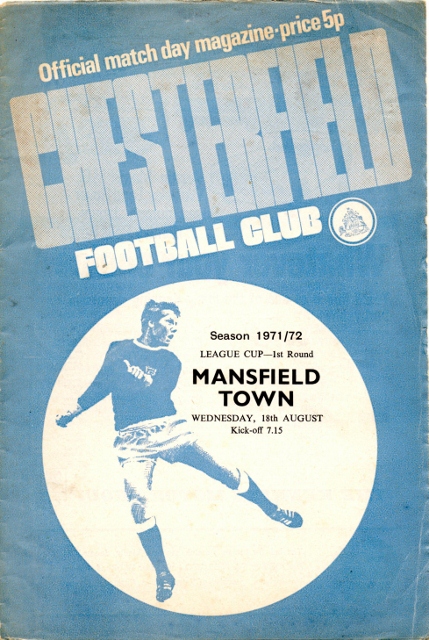 Official match day magazine·price 5p
CHESTERFIELD
FOOTBALL CLUB
Season 1971/72
LEAGUE CUP—1st Round
MANSFIELD
TOWN
WEDNESDAY, 18th AUGUST
Kick-off 7.15